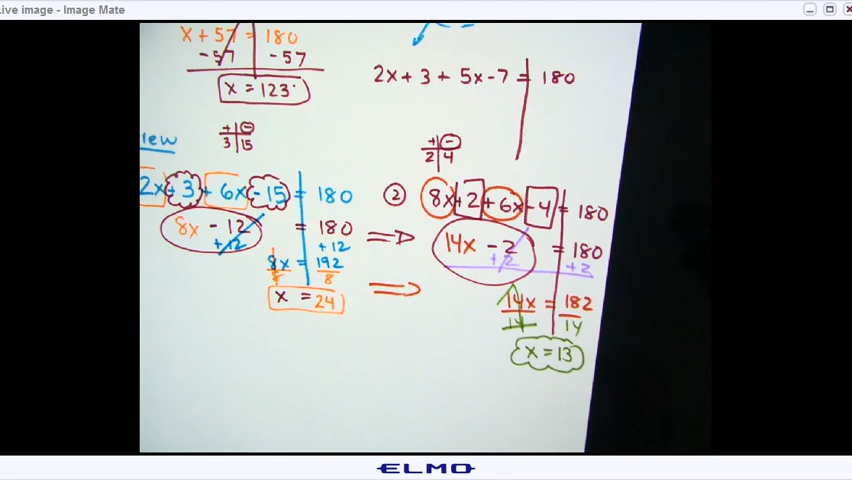 Live image - Image Mate
x + 57 = 180
-57 -57
x = 123
2x + 3 + 5x - 7 = 180
+ -
3 15
+ -
2 4
iew
2x + 3 + 6x - 15 = 180
8x - 12 = 180
+12 +12
8x = 192
8 8
x = 24
② 8x + 2 + 6x - 4 = 180
14x - 2 = 180
+2 +2
14x = 182
14 14
x = 13
ELMO